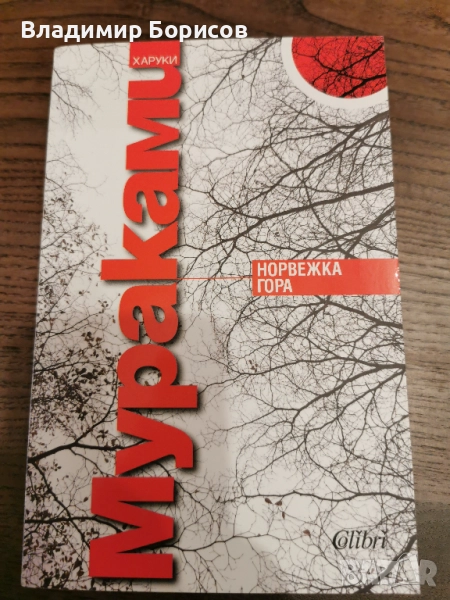 Владимир Борисов
ХАРУКИ
Мураками
НОРВЕЖКА
ГОРА
Colibri